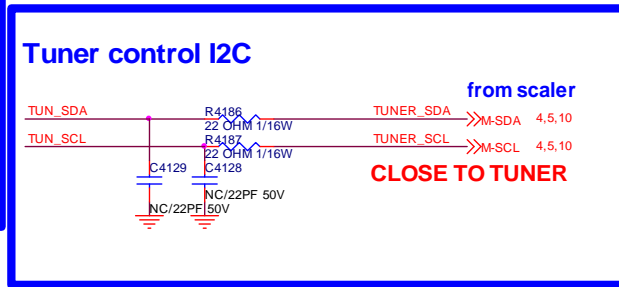 Tuner control I2C
from scaler
TUN_SDA
R4186
TUNER_SDA
M-SDA 4,5,10
22 OHM 1/16W
TUN_SCL
R4187
TUNER_SCL
M-SCL 4,5,10
22 OHM 1/16W
CLOSE TO TUNER
C4129
C4128
NC/22PF 50V
NC/22PF 50V